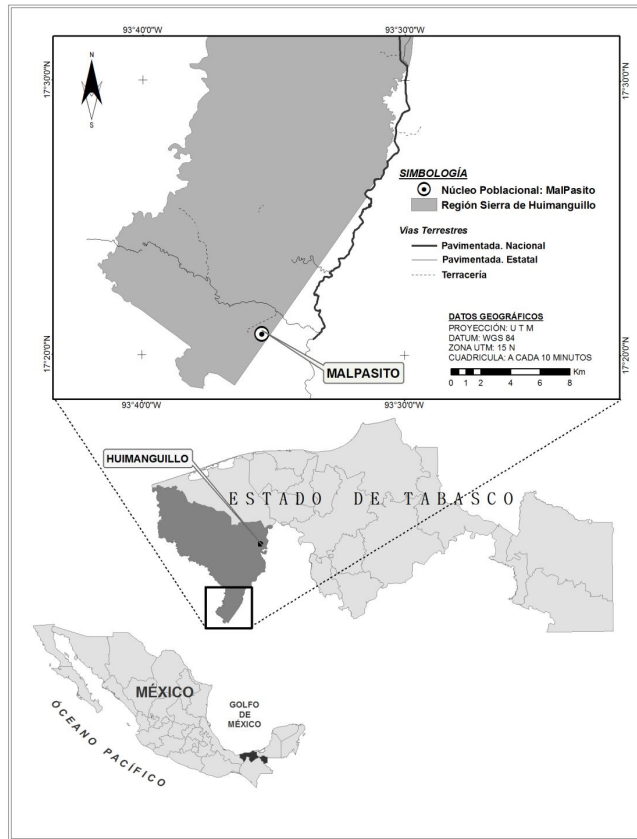 93°40'0"W
93°30'0"W
17°30'0"N
17°30'0"N
N
S
SIMBOLOGÍA
Núcleo Poblacional: MalPasito
Región Sierra de Huimanguillo
Vias Terrestres
Pavimentada. Nacional
Pavimentada. Estatal
Terracería
DATOS GEOGRÁFICOS
PROYECCIÓN: U T M
DATUM: WGS 84
ZONA UTM: 15 N
CUADRICULA: A CADA 10 MINUTOS
Km
0 1 2 4 6 8
17°20'0"N
17°20'0"N
MALPASITO
93°40'0"W
93°30'0"W
HUIMANGUILLO
ESTADO DE TABASCO
MÉXICO
GOLFO
DE
MÉXICO
ÓCEANO PACÍFICO